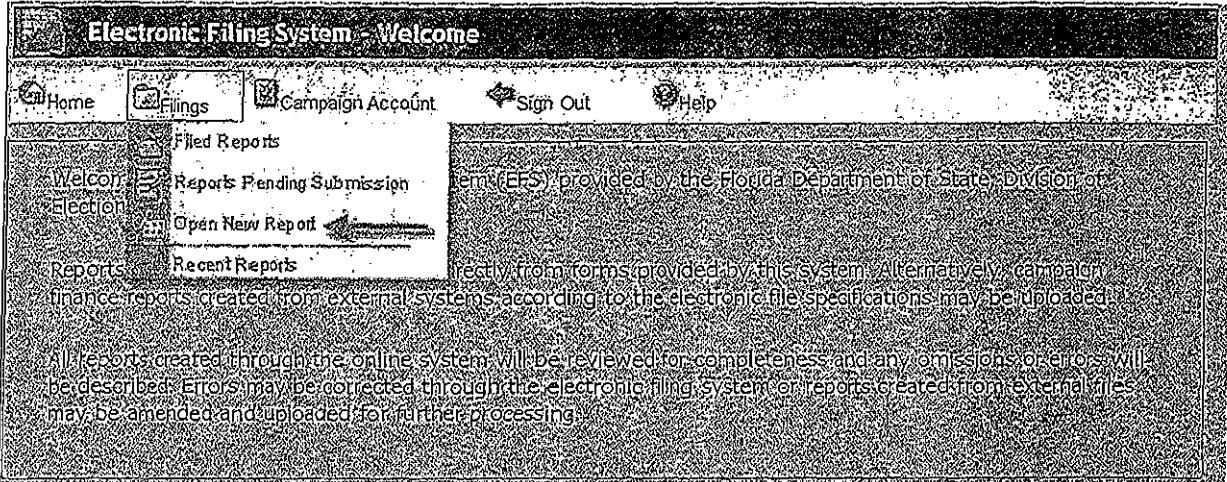 Electronic Filing System - Welcome
Home Filings Campaign Account Sign Out Help
Filed Reports
Reports Pending Submission
Open New Report
Recent Reports
Welcom em (EFS) provided by the Florida Department of State, Division of
Election
Reports rectly from forms provided by this system. Alternatively, campaign
finance reports created from external systems according to the electronic file specifications may be uploaded.
All reports created through the online system will be reviewed for completeness and any omissions or errors will
be described. Errors may be corrected through the electronic filing system or reports created from external files
may be amended and uploaded for further processing.